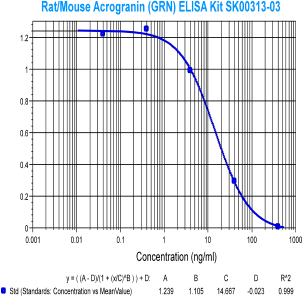 Rat/Mouse Acrogranin (GRN) ELISA Kit SK00313-03
1.2
1
0.8
0.6
0.4
0.2
0
0.001 0.01 0.1 1 10 100 1000
Concentration (ng/ml)
y = ( (A - D)/(1 + (x/C)^B ) ) + D: A B C D R^2
Std (Standards: Concentration vs MeanValue) 1.239 1.105 14.667 -0.023 0.999